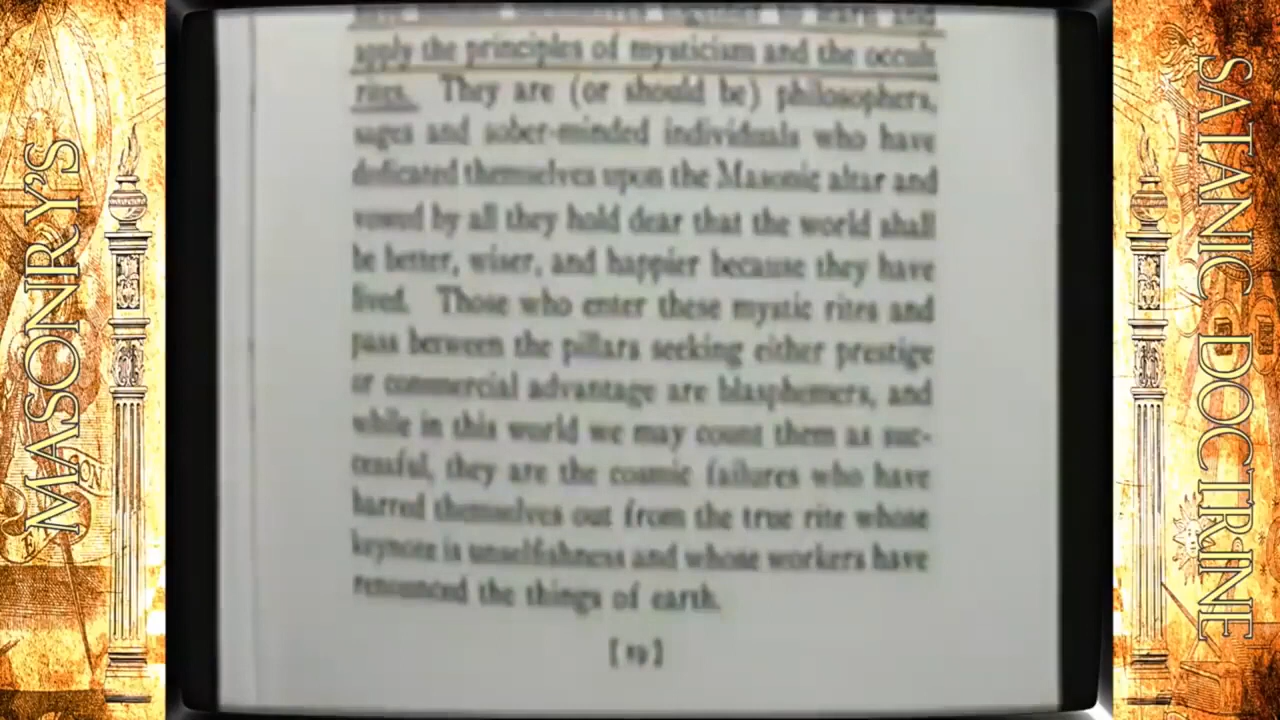 MASONRY'S
together to learn and
apply the principles of mysticism and the occult
rites. They are (or should be) philosophers,
sages and sober-minded individuals who have
dedicated themselves upon the Masonic altar and
vowed by all they hold dear that the world shall
be better, wiser, and happier because they have
lived. Those who enter these mystic rites and
pass between the pillars seeking either prestige
or commercial advantage are blasphemers, and
while in this world we may count them as suc-
cessful, they are the cosmic failures who have
barred themselves out from the true rite whose
keynote is unselfishness and whose workers have
renounced the things of earth.
[19]
SATANIC DOCTRINE